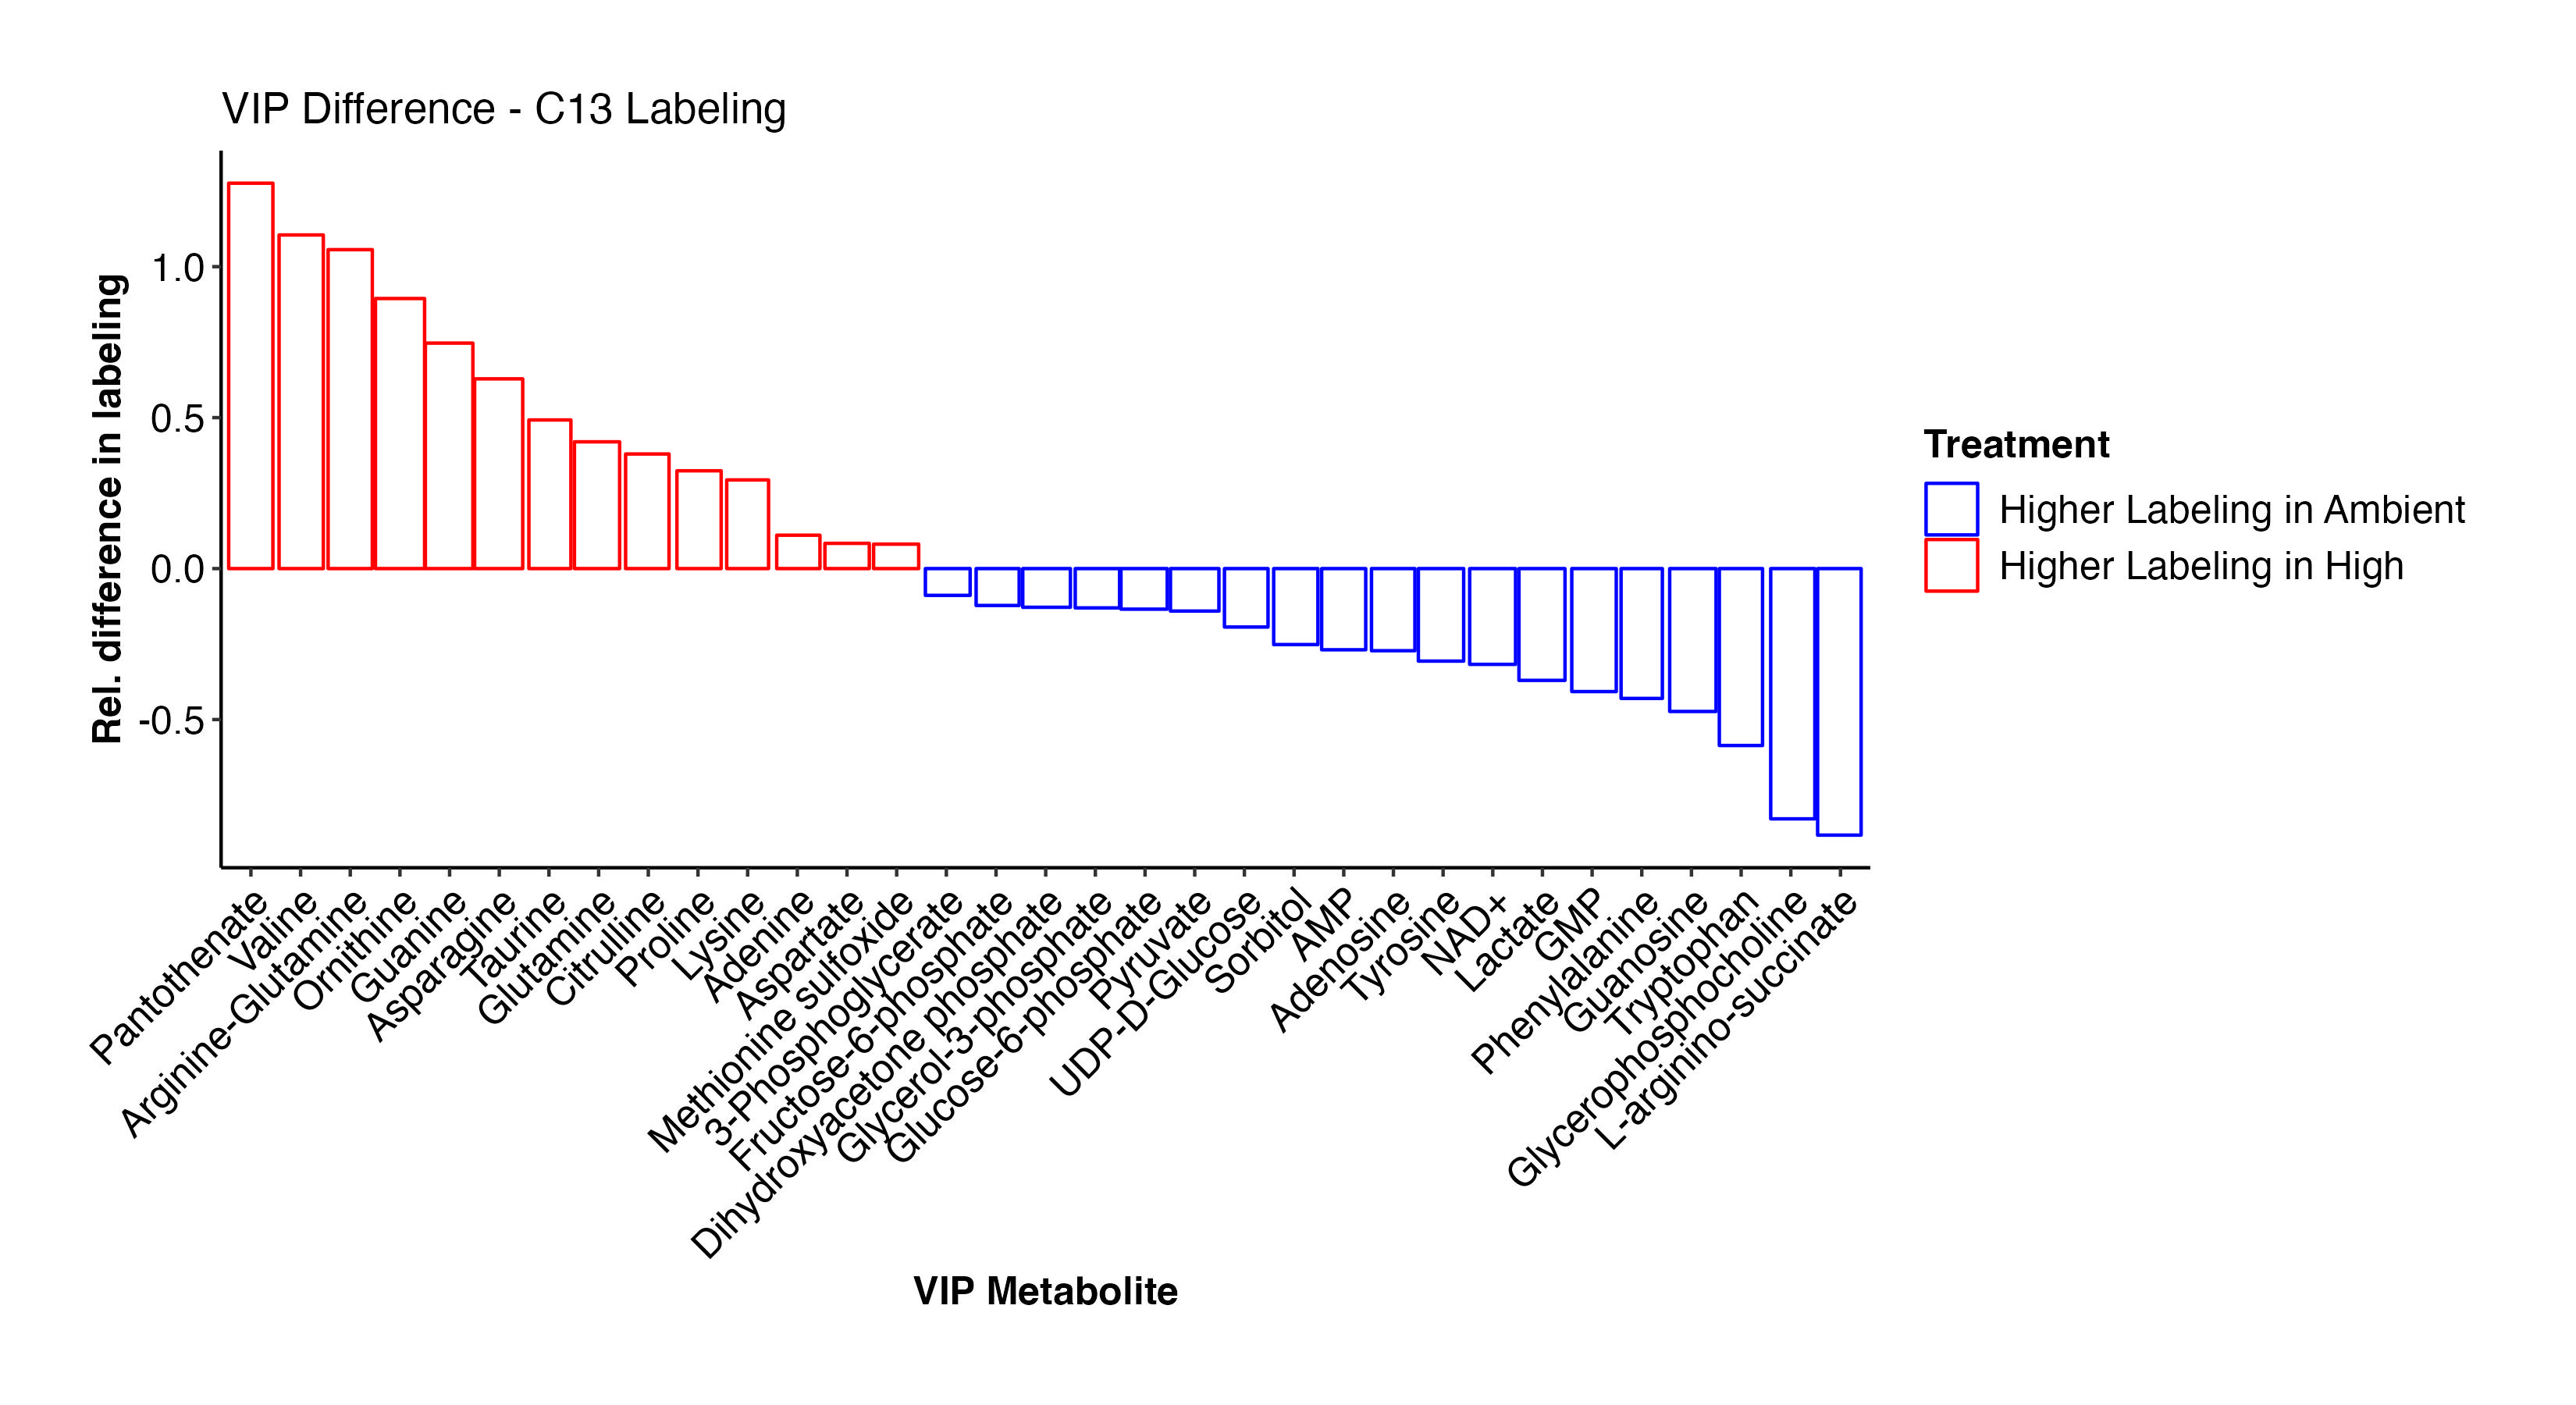 VIP Difference - C13 Labeling
Rel. difference in labeling
1.0
0.5
0.0
-0.5
Pantothenate
Valine
Arginine-Glutamine
Ornithine
Guanine
Asparagine
Taurine
Glutamine
Citrulline
Proline
Lysine
Adenine
Aspartate
Methionine sulfoxide
3-Phosphoglycerate
Fructose-6-phosphate
Dihydroxyacetone phosphate
Glycerol-3-phosphate
Glucose-6-phosphate
Pyruvate
UDP-D-Glucose
Sorbitol
AMP
Adenosine
Tyrosine
NAD+
Lactate
GMP
Phenylalanine
Guanosine
Tryptophan
Glycerophosphocholine
L-arginino-succinate
VIP Metabolite
Treatment
Higher Labeling in Ambient
Higher Labeling in High